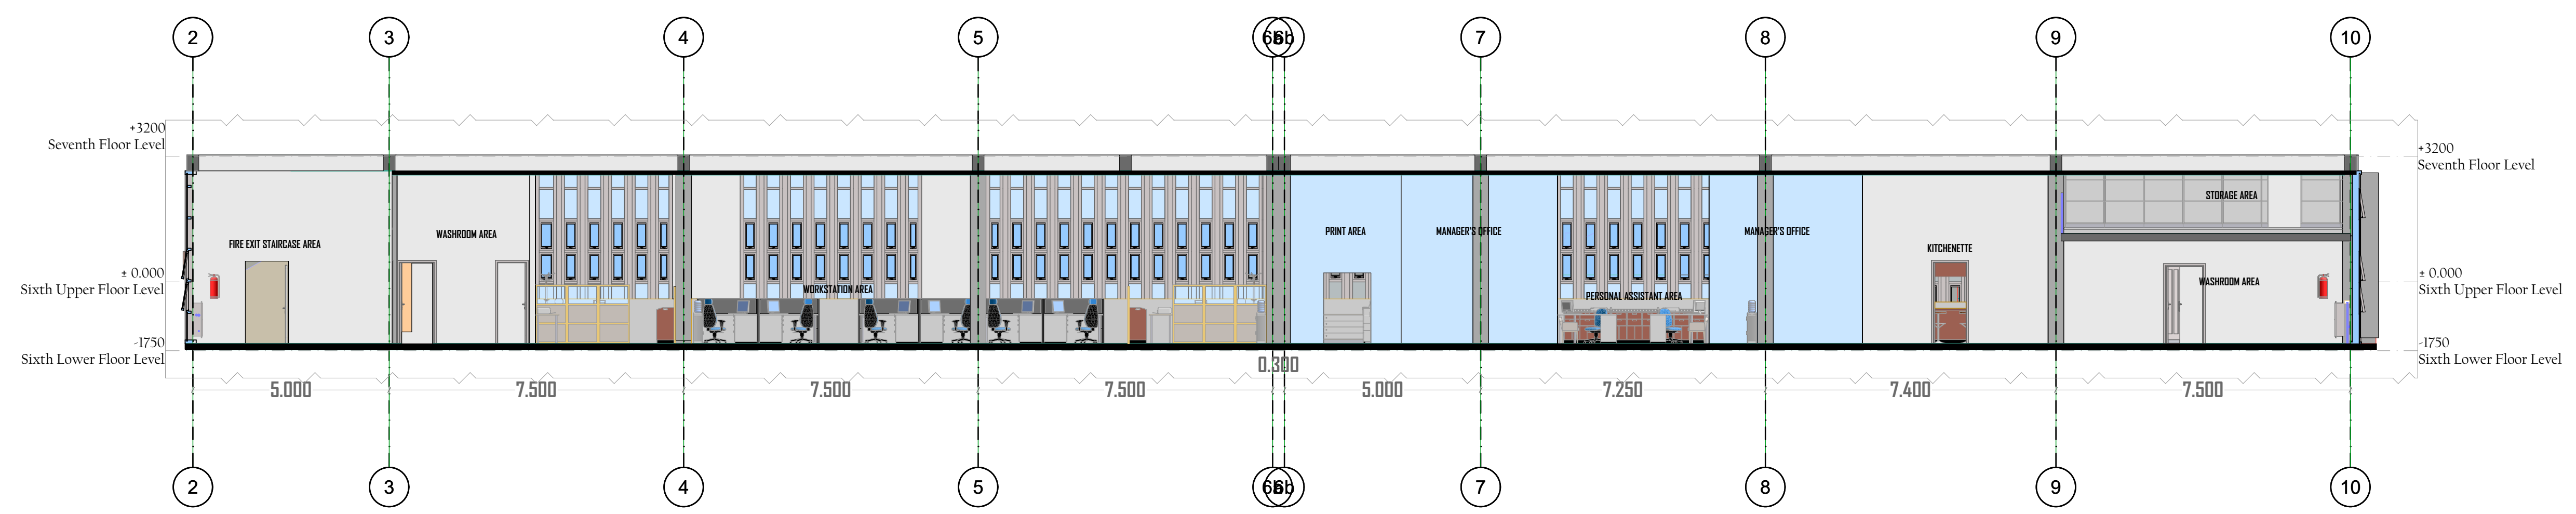 2 3 4 5 6b 7 8 9 10
+3200
Seventh Floor Level
+3200
Seventh Floor Level
STORAGE AREA
WASHROOM AREA
PRINT AREA
MANAGER'S OFFICE
MANAGER'S OFFICE
FIRE EXIT STAIRCASE AREA
KITCHENETTE
± 0.000
Sixth Upper Floor Level
WORKSTATION AREA
PERSONAL ASSISTANT AREA
WASHROOM AREA
± 0.000
Sixth Upper Floor Level
-1750
Sixth Lower Floor Level
-1750
Sixth Lower Floor Level
0.300
5.000 7.500 7.500 7.500 5.000 7.250 7.400 7.500
2 3 4 5 6b 7 8 9 10